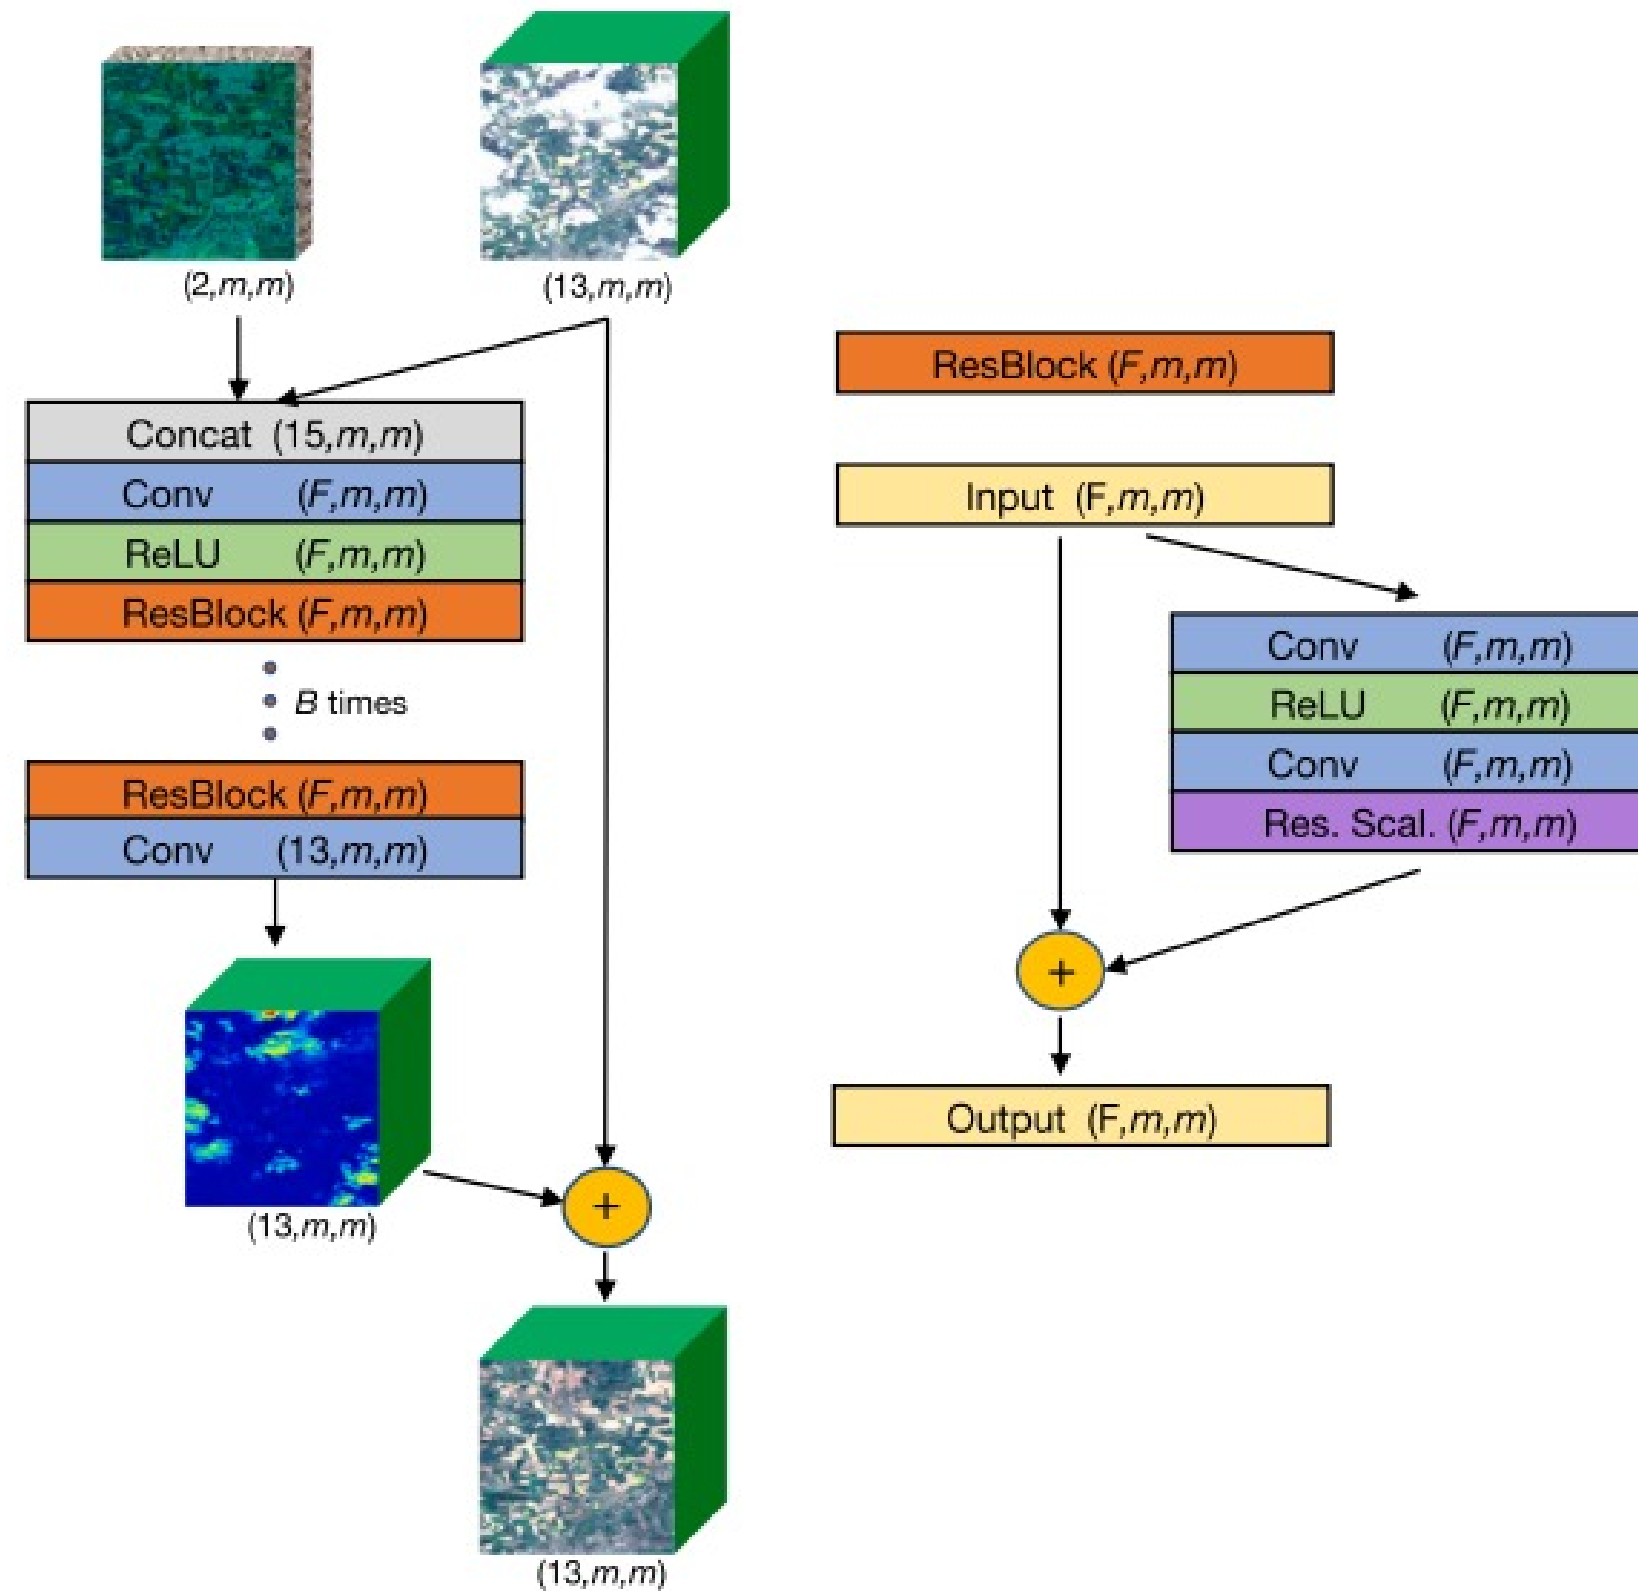 (2,m,m)
(13,m,m)
Concat (15,m,m)
Conv (F,m,m)
ReLU (F,m,m)
ResBlock (F,m,m)
B times
ResBlock (F,m,m)
Conv (13,m,m)
(13,m,m)
+
(13,m,m)
ResBlock (F,m,m)
Input (F,m,m)
Conv (F,m,m)
ReLU (F,m,m)
Conv (F,m,m)
Res. Scal. (F,m,m)
+
Output (F,m,m)